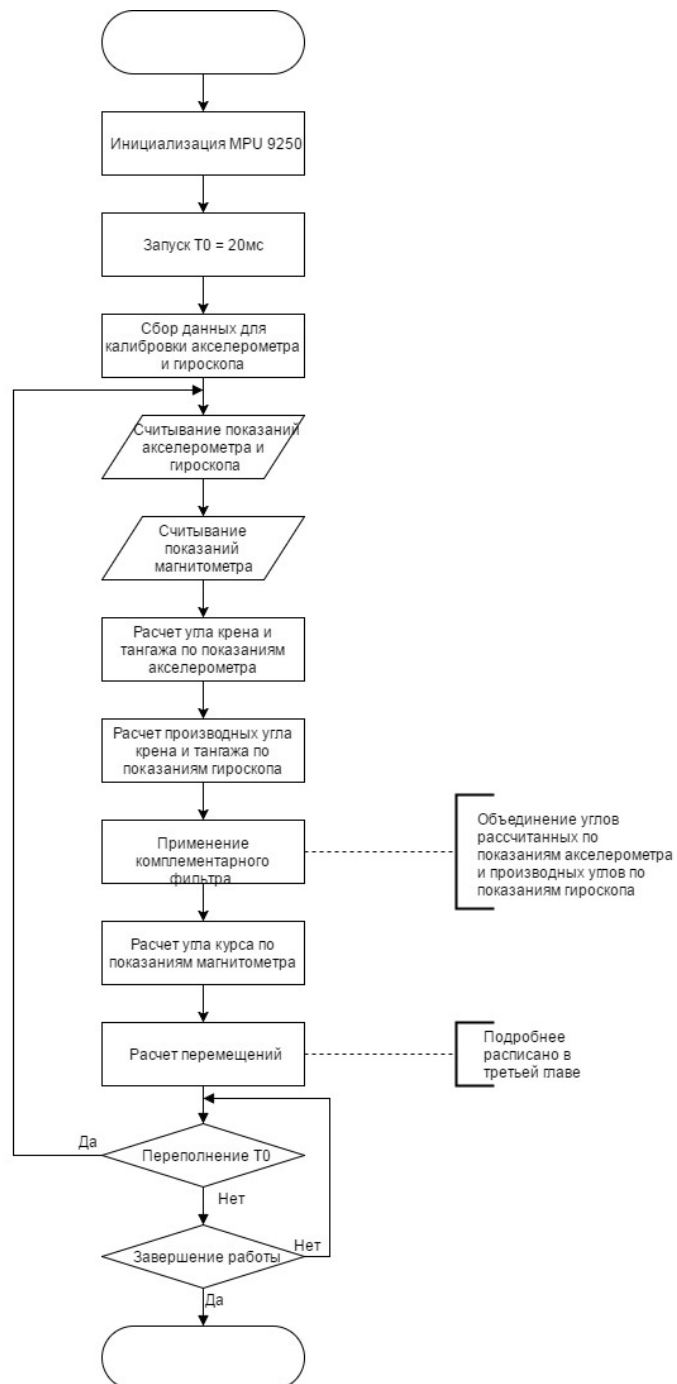 Инициализация MPU 9250
Запуск T0 = 20мс
Сбор данных для
калибровки акселерометра
и гироскопа
Считывание показаний
акселерометра и
гироскопа
Считывание
показаний
магнитометра
Расчет угла крена и
тангажа по показаниям
акселерометра
Расчет производных угла
крена и тангажа по
показаниям гироскопа
Применение
комплементарного
фильтра
Объединение углов
рассчитанных по
показаниям акселерометра
и производных углов по
показаниям гироскопа
Расчет угла курса по
показаниям магнитометра
Расчет перемещений
Подробнее
расписано в
третьей главе
Да
Переполнение T0
Нет
Завершение работы
Нет
Да